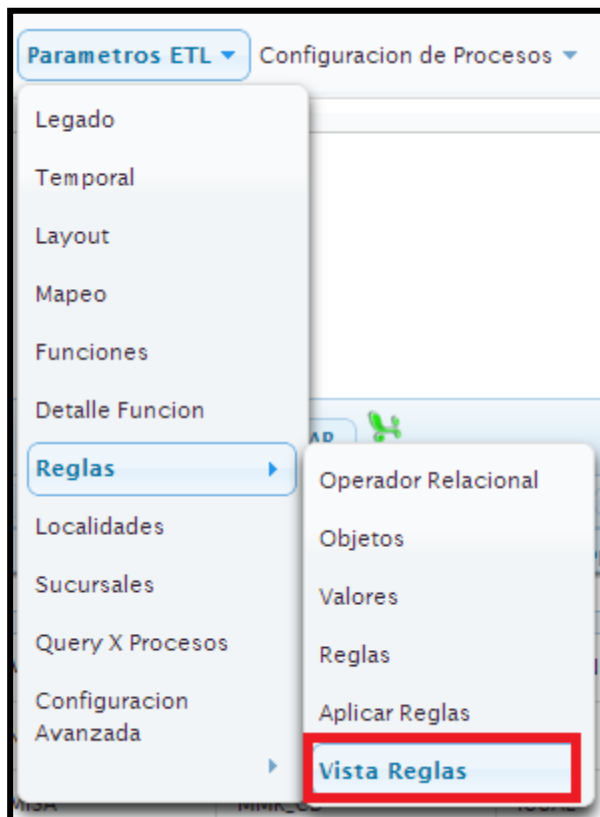 Parametros ETL
Configuracion de Procesos
Legado
Temporal
Layout
Mapeo
Funciones
Detalle Funcion
Reglas
Localidades
Sucursales
Query X Procesos
Configuracion
Avanzada
Operador Relacional
Objetos
Valores
Reglas
Aplicar Reglas
Vista Reglas